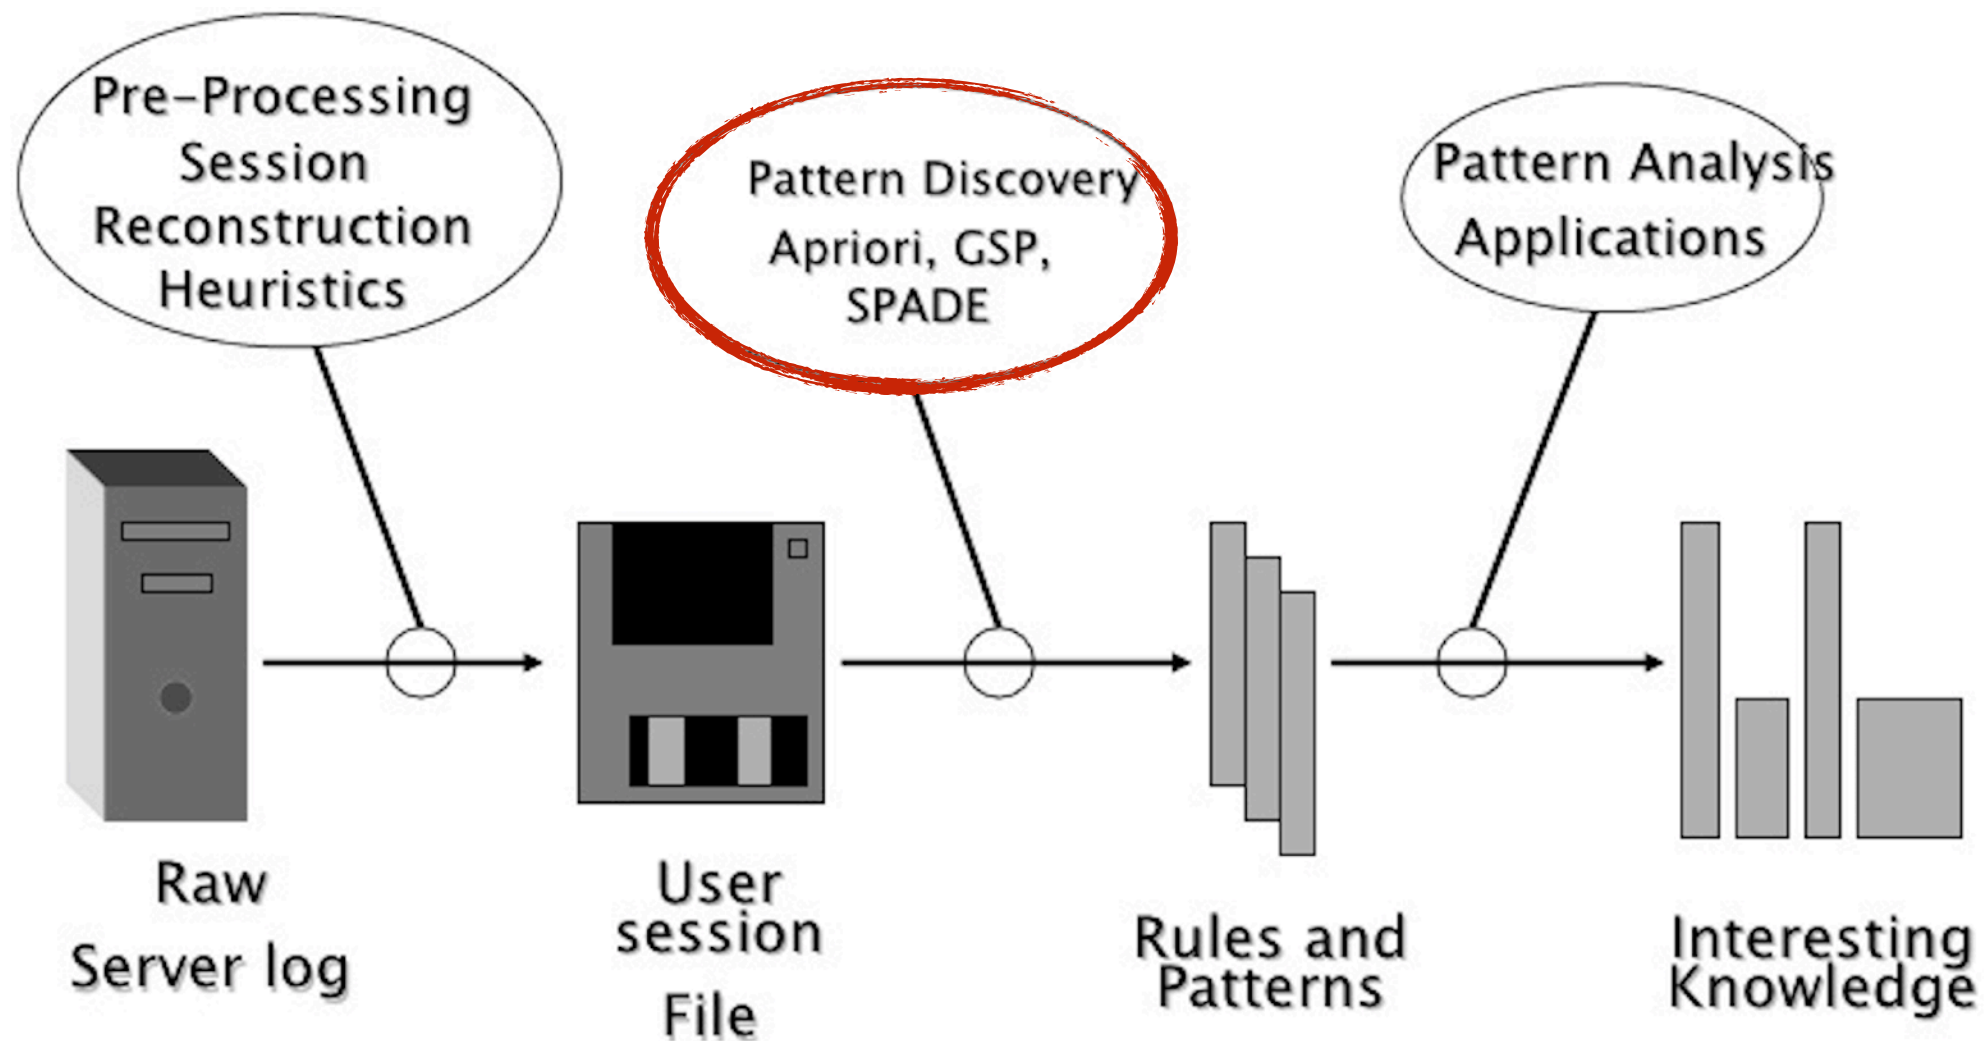 Pre-Processing
Session
Reconstruction
Heuristics
Pattern Discovery
Apriori, GSP,
SPADE
Pattern Analysis
Applications
Raw
Server log
User
session
File
Rules and
Patterns
Interesting
Knowledge